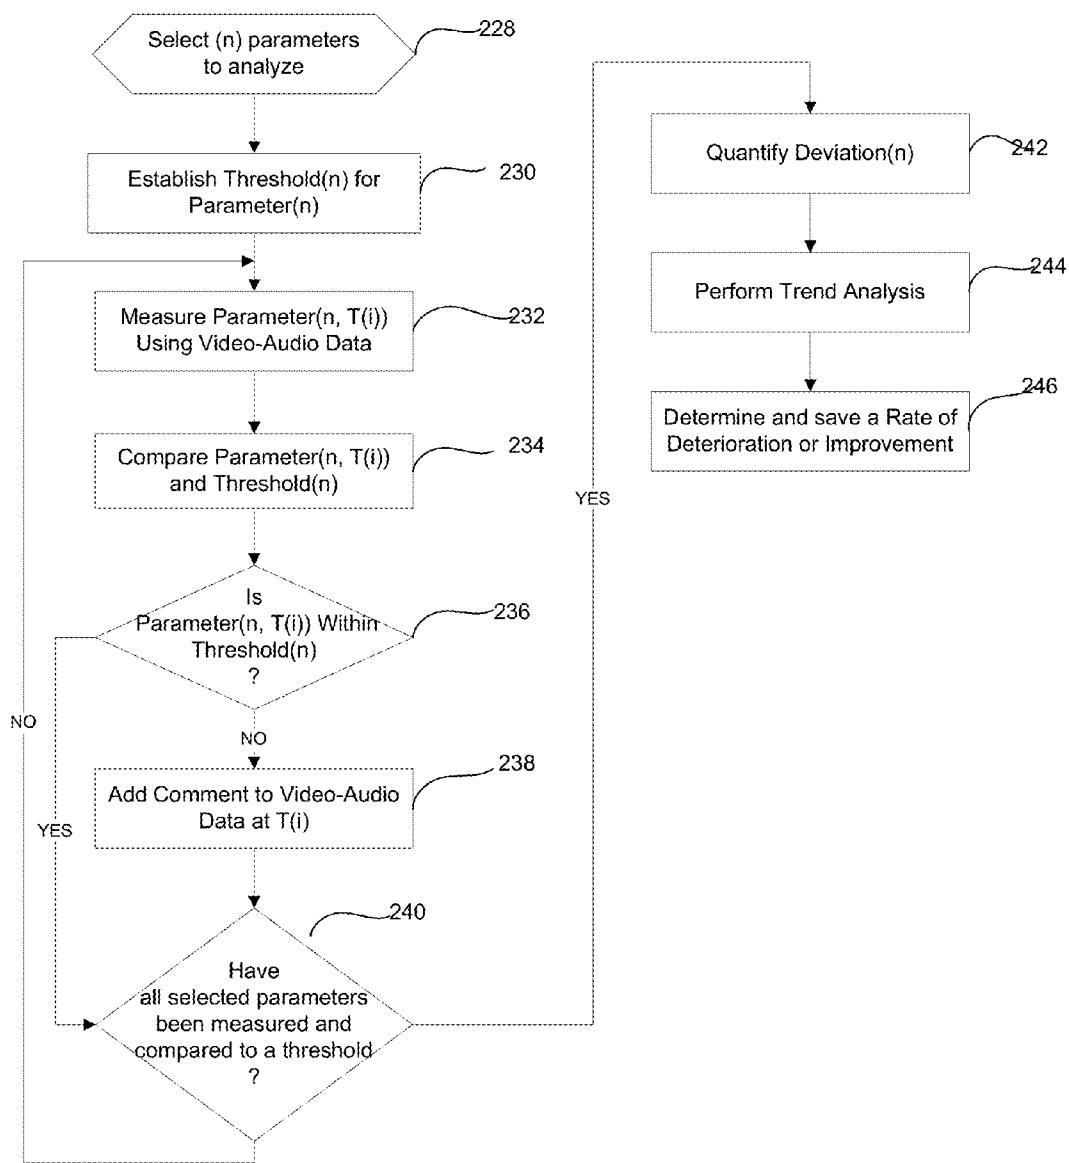 Select (n) parameters
to analyze
228
Establish Threshold(n) for
Parameter(n)
230
Measure Parameter(n, T(i))
Using Video-Audio Data
232
Compare Parameter(n, T(i))
and Threshold(n)
234
Is
Parameter(n, T(i)) Within
Threshold(n)
?
236
NO
YES
NO
Add Comment to Video-Audio
Data at T(i)
238
Have
all selected parameters
been measured and
compared to a threshold
?
240
YES
Quantify Deviation(n)
242
Perform Trend Analysis
244
Determine and save a Rate of
Deterioration or Improvement
246